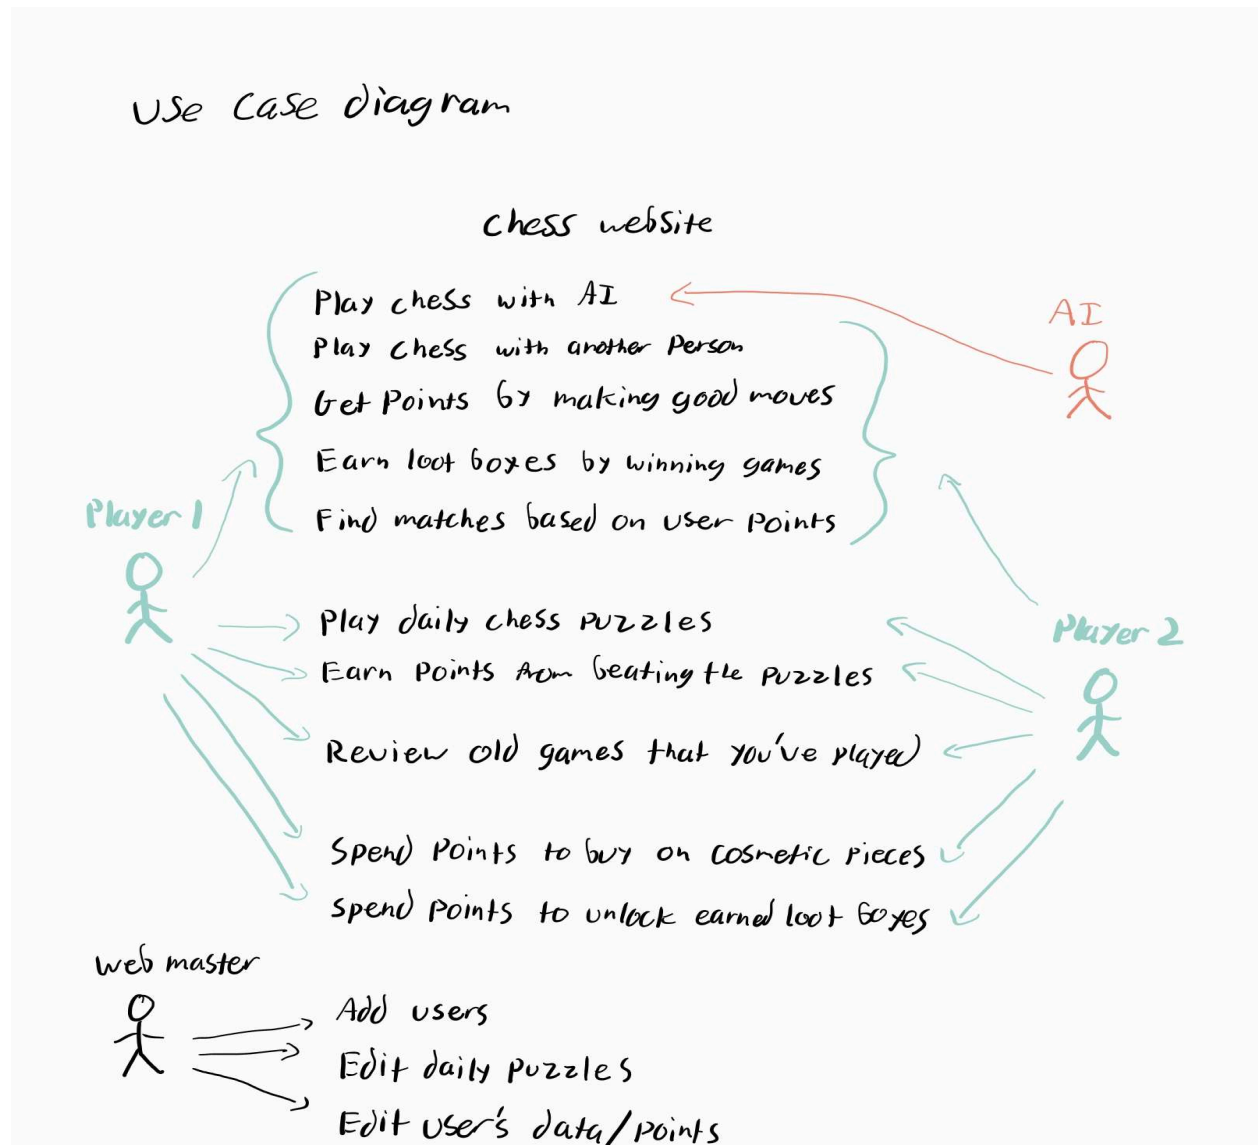 Use case diagram
Chess website
Play chess with AI
AI
Play chess with another Person
Get Points by making good moves
Earn loot boxes by winning games
Player 1
Find matches based on user points
Play daily chess puzzles
Player 2
Earn Points from beating the puzzles
Review old games that you've played
Spend Points to buy on cosmetic pieces
Spend points to unlock earned loot boxes
Web master
Add users
Edit daily puzzles
Edit user's data/points